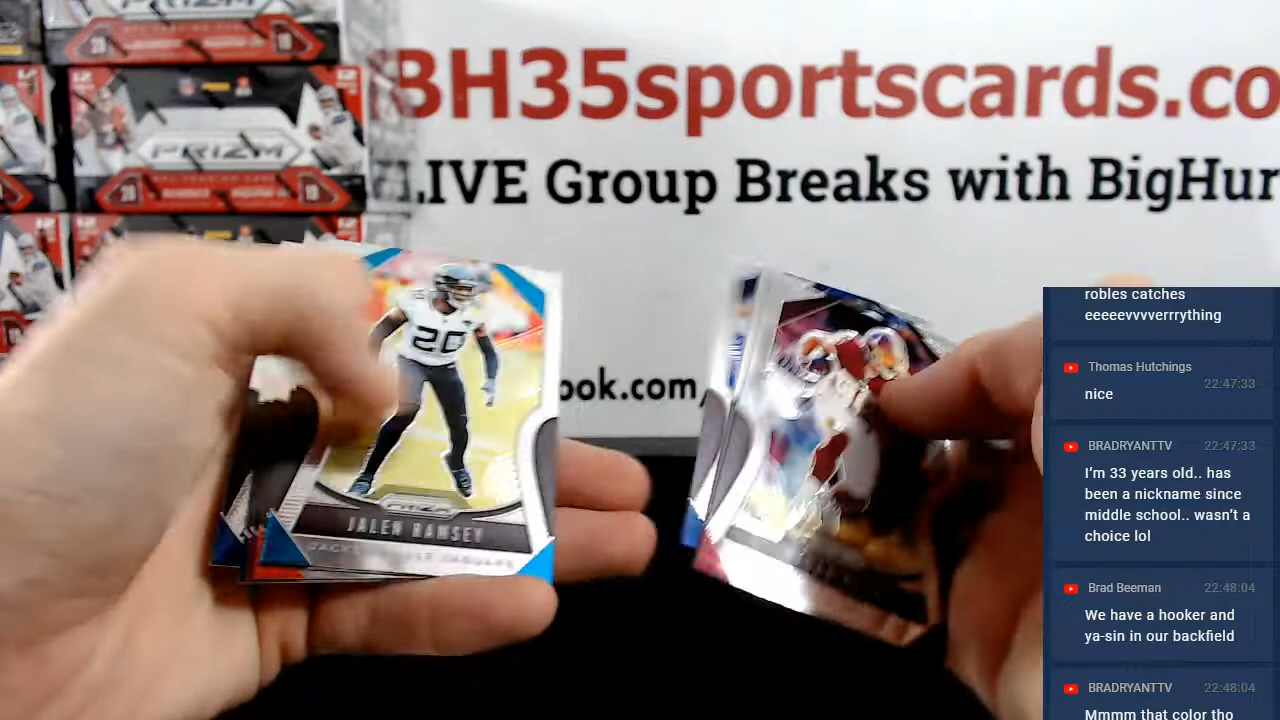 BH35sportscards.co
LIVE Group Breaks with BigHur
ook.com
PRIZM
20
JALEN RAMSEY
robles catches
eeeeevvvverrrything
Thomas Hutchings
22:47:33
nice
BRADRYANTTV
22:47:33
I'm 33 years old.. has
been a nickname since
middle school.. wasn't a
choice lol
Brad Beeman
22:48:04
We have a hooker and
ya-sin in our backfield
BRADRYANTTV
22:48:04
Mmmm that color tho